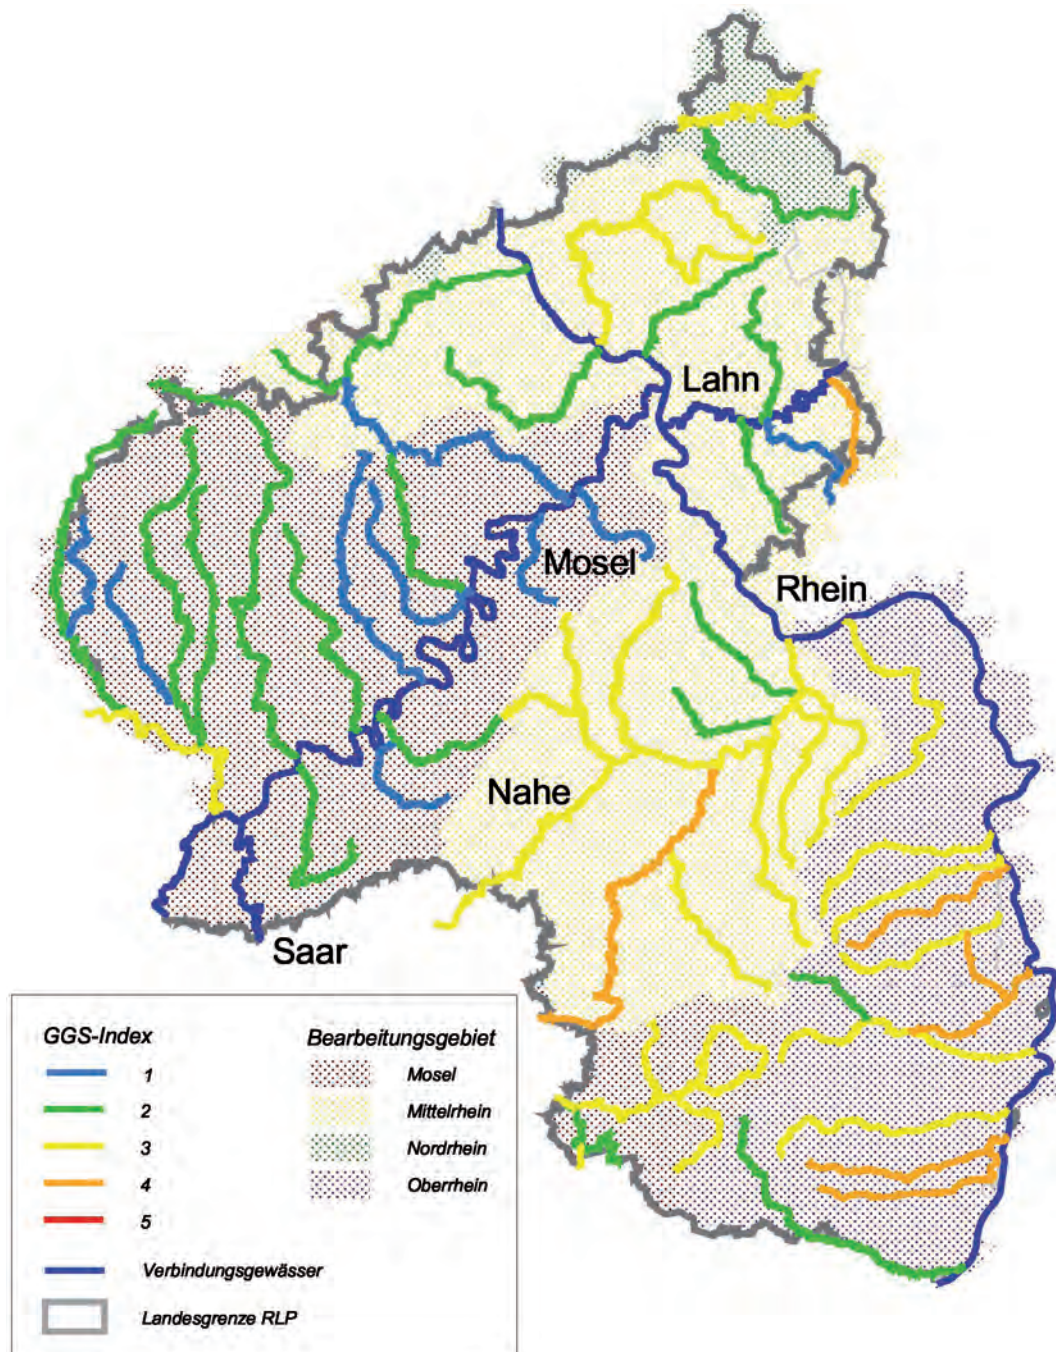 Lahn
Mosel
Rhein
Nahe
Saar
GGS-Index
1
2
3
4
5
Verbindungsgewässer
Landesgrenze RLP
Bearbeitungsgebiet
Mosel
Mittelrhein
Nordrhein
Oberrhein